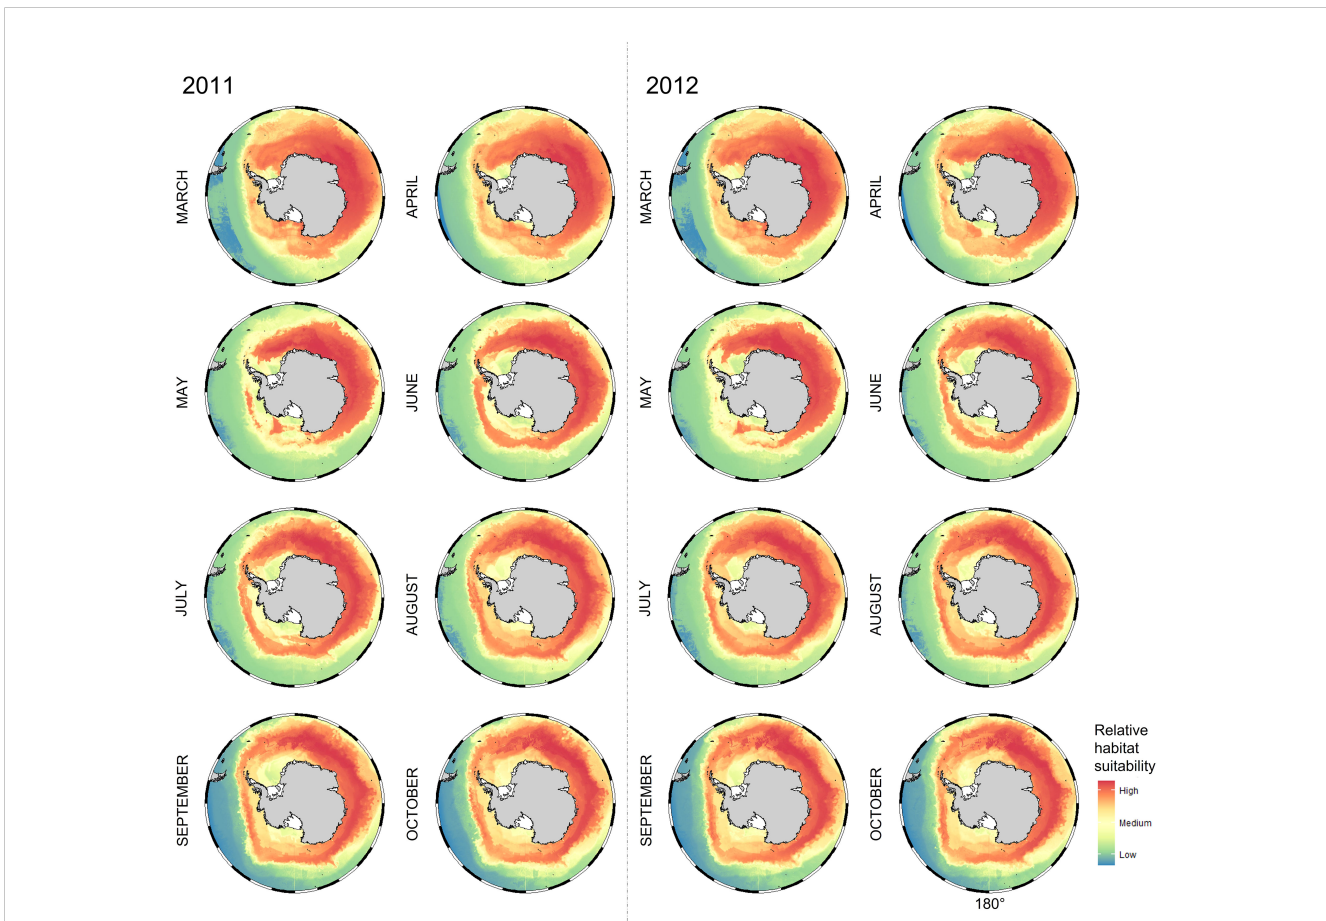 2011
2012
MARCH
APRIL
MARCH
APRIL
MAY
JUNE
MAY
JUNE
JULY
AUGUST
JULY
AUGUST
SEPTEMBER
OCTOBER
SEPTEMBER
OCTOBER
Relative
habitat
suitability
High
Medium
Low
180°